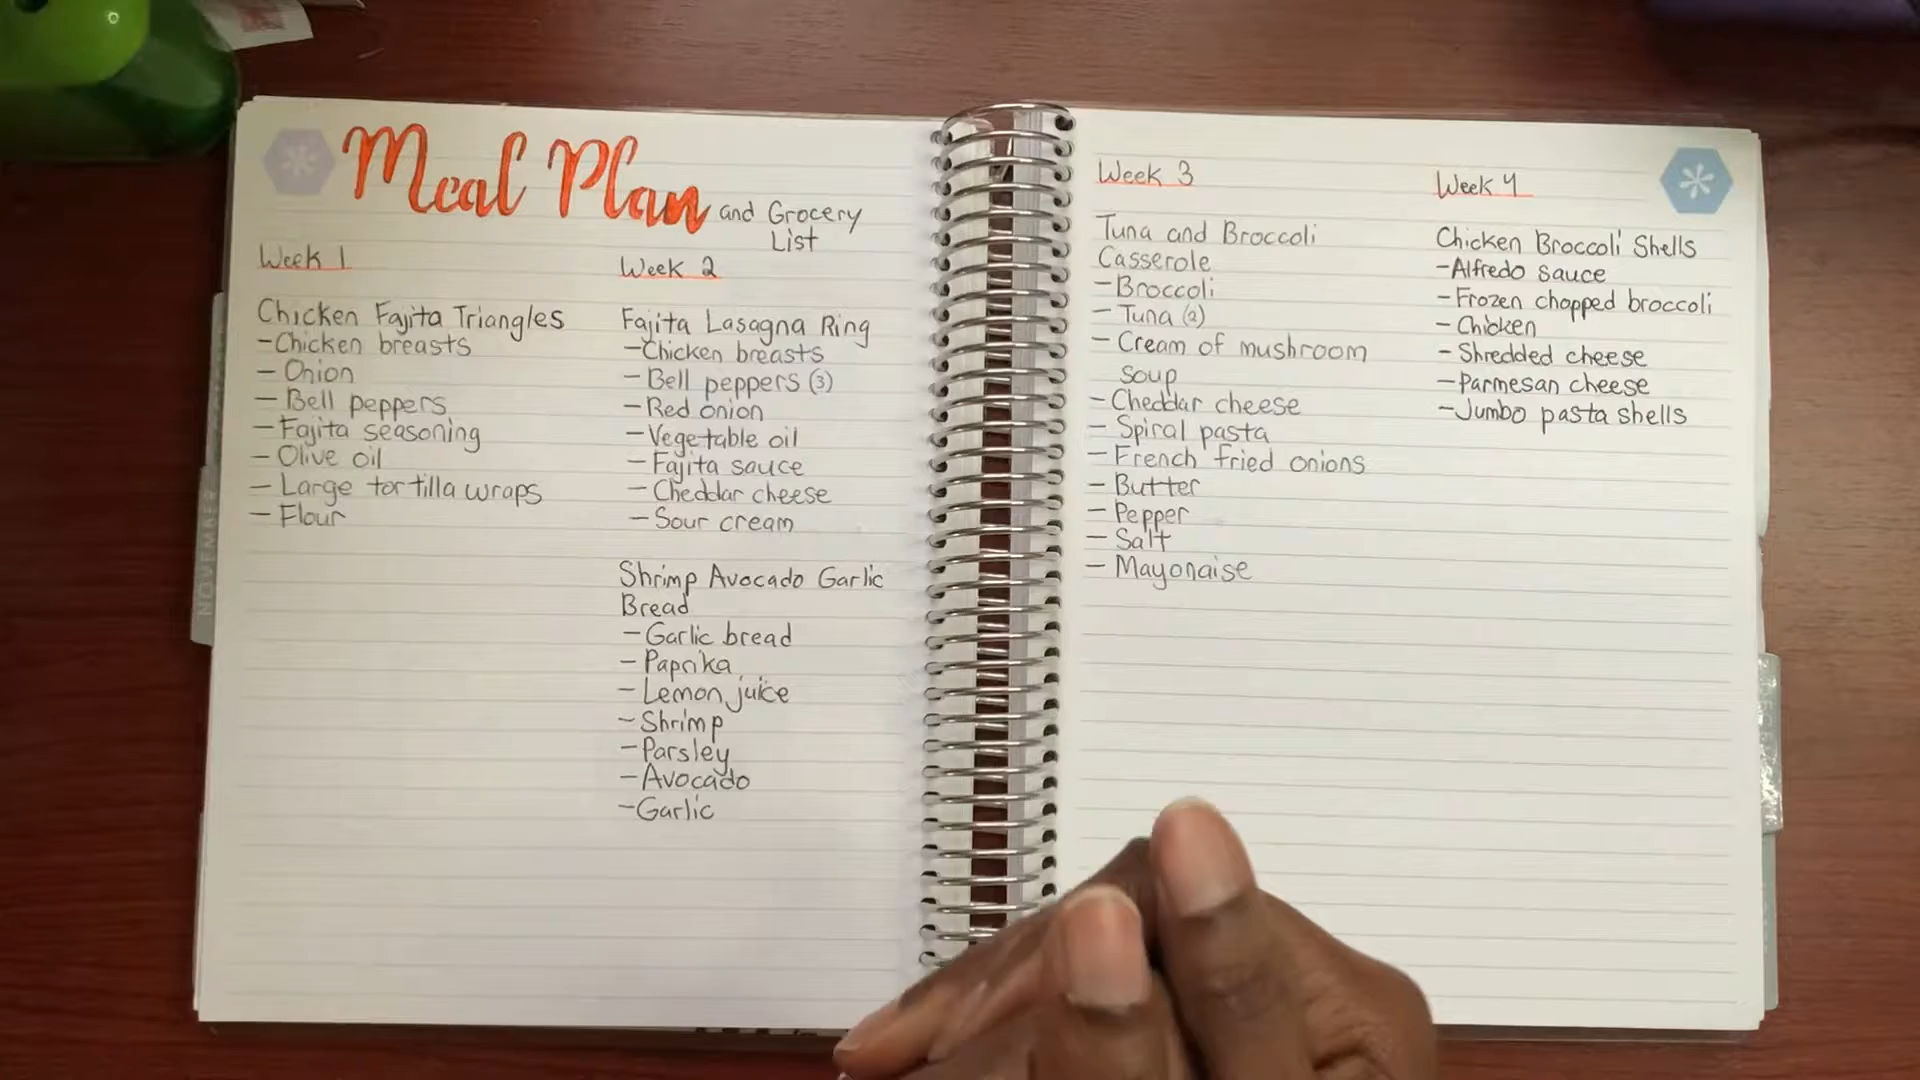 Meal Plan and Grocery
List
Week 1
Chicken Fajita Triangles
- Chicken breasts
- Onion
- Bell peppers
- Fajita seasoning
- Olive oil
- Large tortilla wraps
- Flour
Week 2
Fajita Lasagna Ring
- Chicken breasts
- Bell peppers (3)
- Red onion
- Vegetable oil
- Fajita sauce
- Cheddar cheese
- Sour cream
Shrimp Avocado Garlic
Bread
- Garlic bread
- Paprika
- Lemon juice
- Shrimp
- Parsley
- Avocado
- Garlic
Week 3
Tuna and Broccoli
Casserole
- Broccoli
- Tuna (2)
- Cream of mushroom
soup
- Cheddar cheese
- Spiral pasta
- French fried onions
- Butter
- Pepper
- Salt
- Mayonaise
Week 4
Chicken Broccoli Shells
- Alfredo sauce
- Frozen chopped broccoli
- Chicken
- Shredded cheese
- Parmesan cheese
- Jumbo pasta shells
NOVEMBER